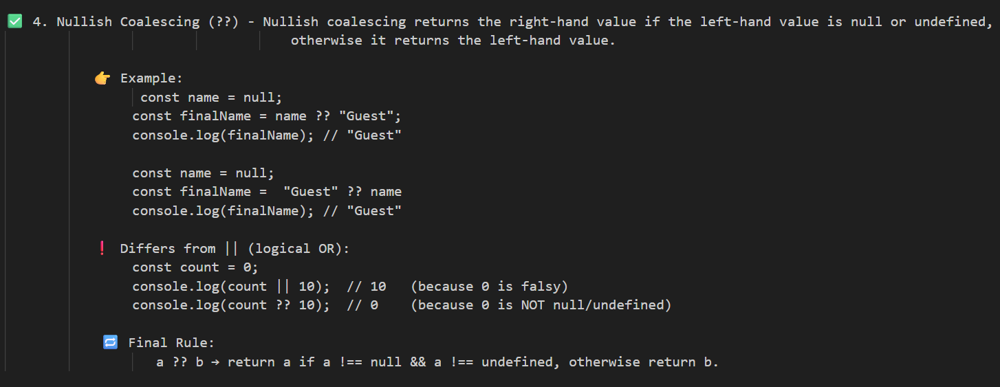 ✅ 4. Nullish Coalescing (??) - Nullish coalescing returns the right-hand value if the left-hand value is null or undefined,
otherwise it returns the left-hand value.
👉 Example:
const name = null;
const finalName = name ?? "Guest";
console.log(finalName); // "Guest"
const name = null;
const finalName =  "Guest" ?? name
console.log(finalName); // "Guest"
❗ Differs from || (logical OR):
const count = 0;
console.log(count || 10);  // 10   (because 0 is falsy)
console.log(count ?? 10);  // 0    (because 0 is NOT null/undefined)
🔁 Final Rule:
a ?? b → return a if a !== null && a !== undefined, otherwise return b.